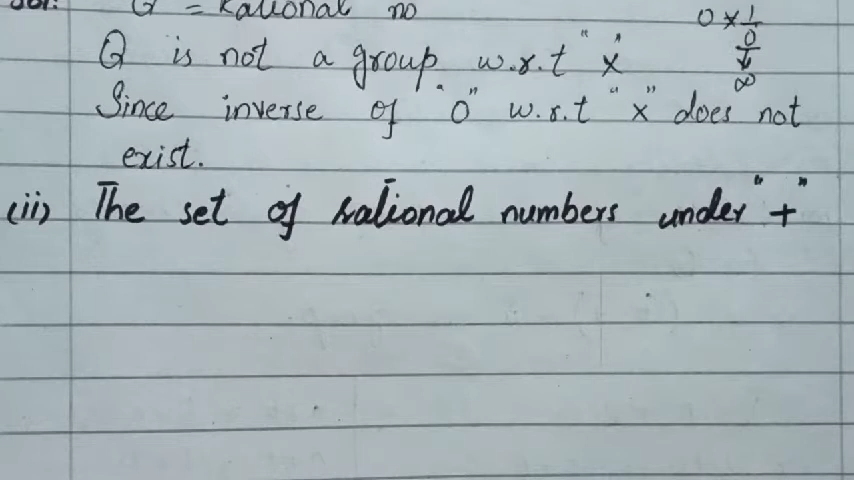 Sol: Q = Rational no
0 × 1/0
↓
∞
Q is not a group w.r.t "×"
Since inverse of "0" w.r.t "×" does not
exist.
(ii) The set of rational numbers under "+"